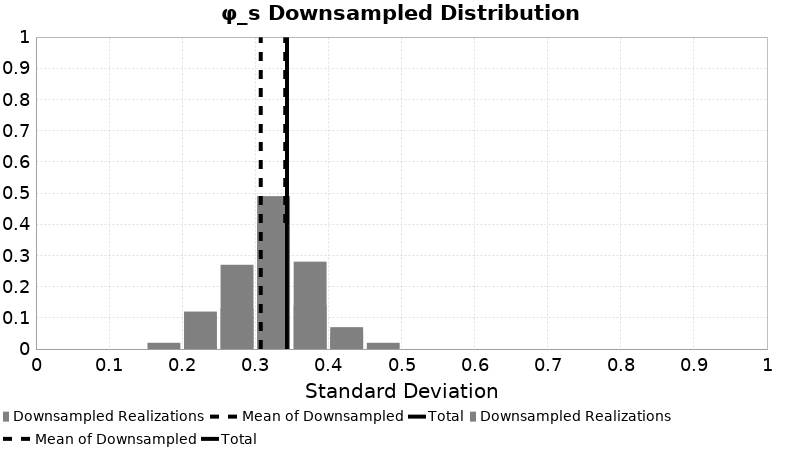 φ_s Downsampled Distribution
1
0.9
0.8
0.7
0.6
0.5
0.4
0.3
0.2
0.1
0
0 0.1 0.2 0.3 0.4 0.5 0.6 0.7 0.8 0.9 1
Standard Deviation
Downsampled Realizations Mean of Downsampled Total Downsampled Realizations
Mean of Downsampled Total